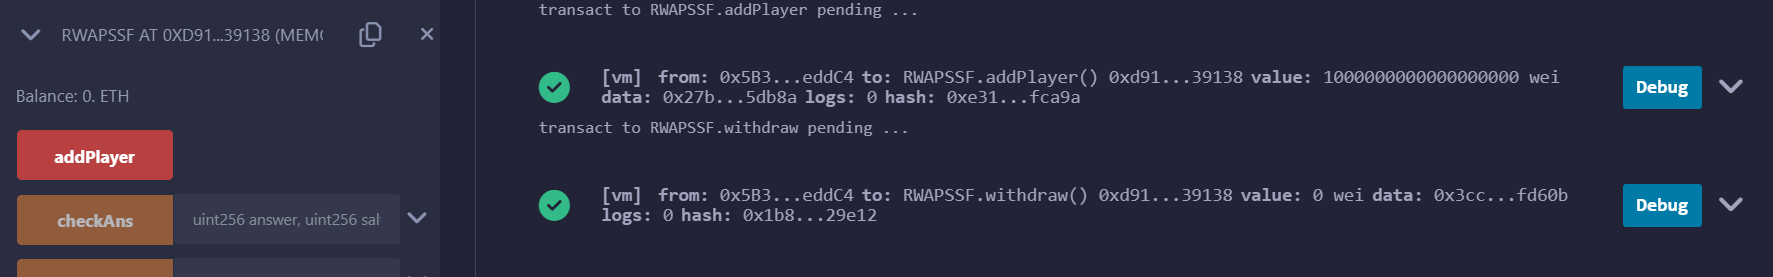 RWAPSSF AT 0XD91...39138 (MEMO
Balance: 0. ETH
addPlayer
checkAns
uint256 answer, uint256 sal
transact to RWAPSSF.addPlayer pending ...
[vm] from: 0x5B3...eddC4 to: RWAPSSF.addPlayer() 0xd91...39138 value: 1000000000000000000 wei
data: 0x27b...5db8a logs: 0 hash: 0xe31...fca9a
Debug
transact to RWAPSSF.withdraw pending ...
[vm] from: 0x5B3...eddC4 to: RWAPSSF.withdraw() 0xd91...39138 value: 0 wei data: 0x3cc...fd60b
logs: 0 hash: 0x1b8...29e12
Debug